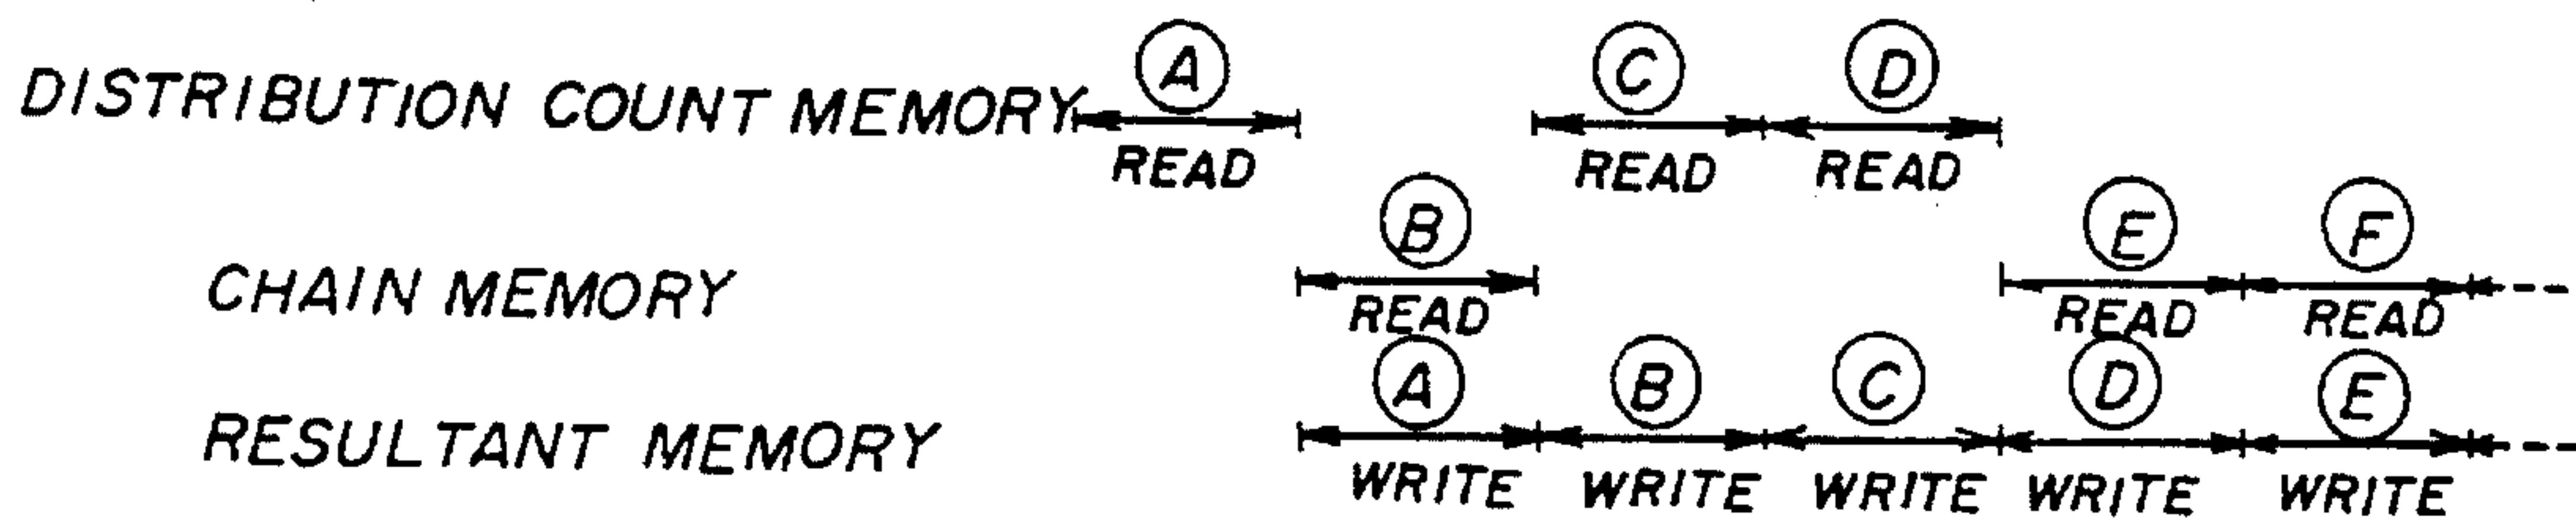 A C D
DISTRIBUTION COUNT MEMORY
READ READ READ
B E F
CHAIN MEMORY
READ READ READ
A B C D E
RESULTANT MEMORY
WRITE WRITE WRITE WRITE WRITE